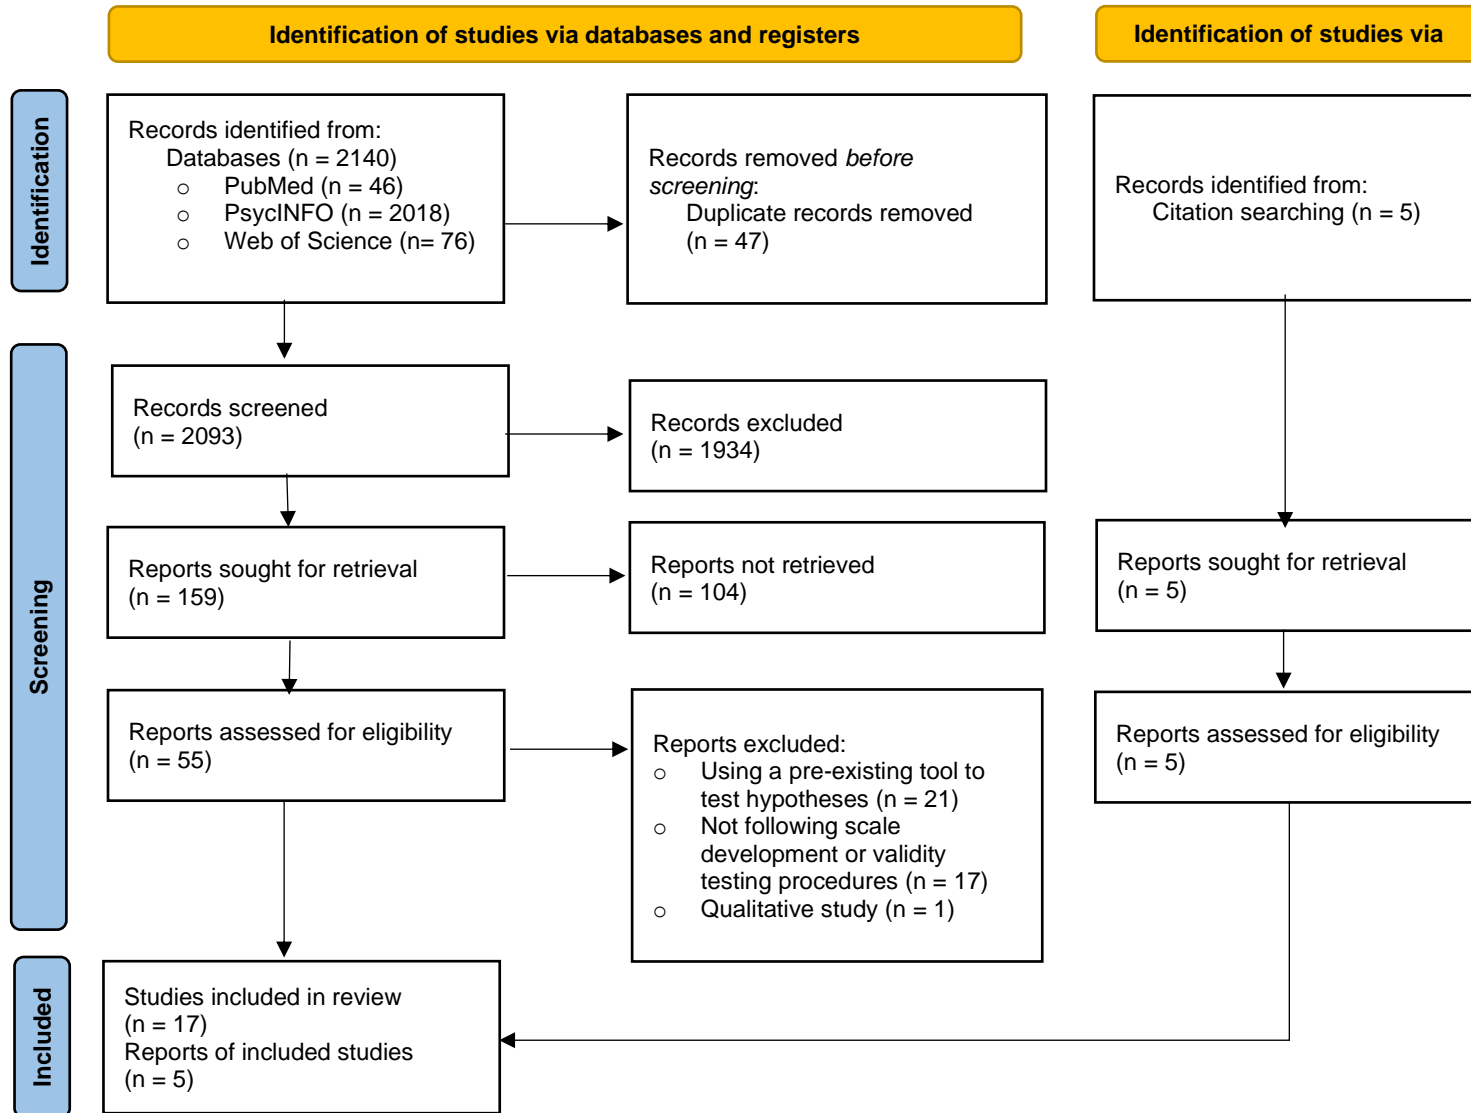 Identification of studies via databases and registers
Identification of studies via
Identification
Records identified from:
Databases (n = 2140)
o PubMed (n = 46)
o PsycINFO (n = 2018)
o Web of Science (n= 76)
Records removed before
screening:
Duplicate records removed
(n = 47)
Records identified from:
Citation searching (n = 5)
Screening
Records screened
(n = 2093)
Records excluded
(n = 1934)
Reports sought for retrieval
(n = 159)
Reports not retrieved
(n = 104)
Reports sought for retrieval
(n = 5)
Reports assessed for eligibility
(n = 55)
Reports excluded:
o Using a pre-existing tool to
test hypotheses (n = 21)
o Not following scale
development or validity
testing procedures (n = 17)
o Qualitative study (n = 1)
Reports assessed for eligibility
(n = 5)
Included
Studies included in review
(n = 17)
Reports of included studies
(n = 5)